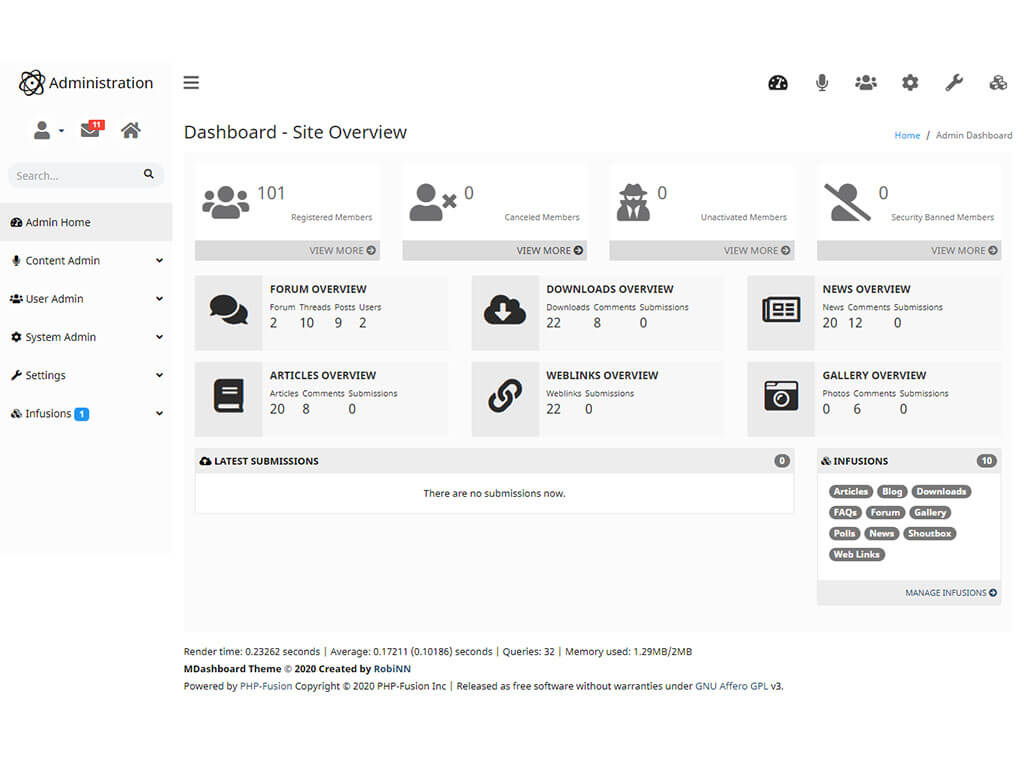 Administration
11
Search...
Admin Home
Content Admin
User Admin
System Admin
Settings
Infusions 1
Dashboard - Site Overview
Home / Admin Dashboard
101
Registered Members
VIEW MORE
0
Canceled Members
VIEW MORE
0
Unactivated Members
VIEW MORE
0
Security Banned Members
VIEW MORE
FORUM OVERVIEW
Forum Threads Posts Users
2 10 9 2
DOWNLOADS OVERVIEW
Downloads Comments Submissions
22 8 0
NEWS OVERVIEW
News Comments Submissions
20 12 0
ARTICLES OVERVIEW
Articles Comments Submissions
20 8 0
WEBLINKS OVERVIEW
Weblinks Submissions
22 0
GALLERY OVERVIEW
Photos Comments Submissions
0 6 0
LATEST SUBMISSIONS 0
There are no submissions now.
INFUSIONS 10
Articles Blog Downloads
FAQs Forum Gallery
Polls News Shoutbox
Web Links
MANAGE INFUSIONS
Render time: 0.23262 seconds | Average: 0.17211 (0.10186) seconds | Queries: 32 | Memory used: 1.29MB/2MB
MDashboard Theme © 2020 Created by RobiNN
Powered by PHP-Fusion Copyright © 2020 PHP-Fusion Inc | Released as free software without warranties under GNU Affero GPL v3.